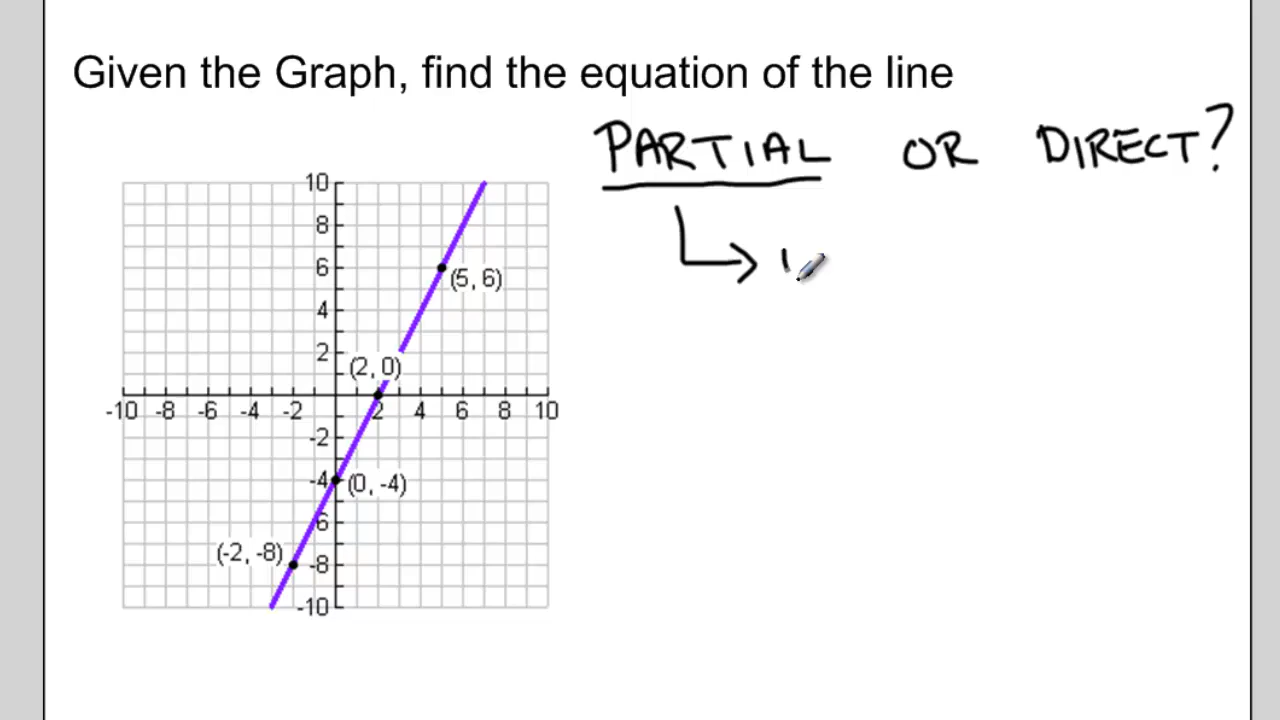 Given the Graph, find the equation of the line
PARTIAL OR DIRECT?
10
8
6
(5, 6)
4
2
(2, 0)
-10 -8 -6 -4 -2 2 4 6 8 10
-2
-4 (0, -4)
6
(-2, -8) -8
-10